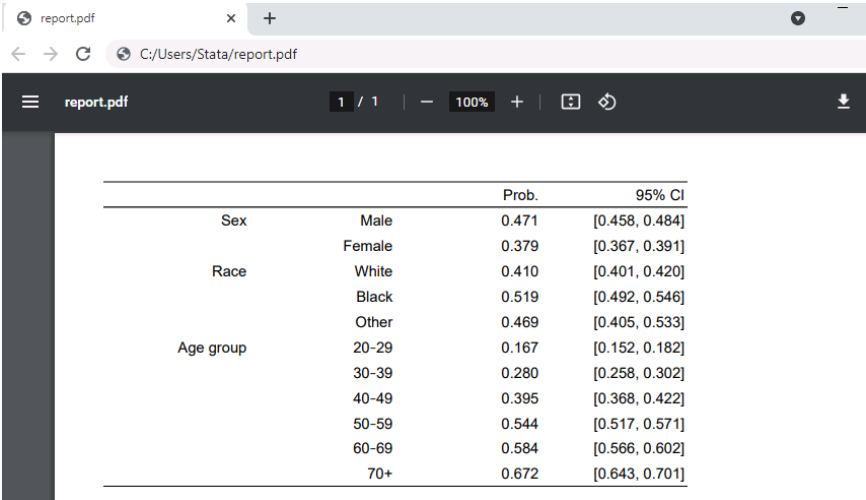 report.pdf
C:/Users/Stata/report.pdf
report.pdf 1 / 1 100%
Prob. 95% CI
Sex Male 0.471 [0.458, 0.484]
Female 0.379 [0.367, 0.391]
Race White 0.410 [0.401, 0.420]
Black 0.519 [0.492, 0.546]
Other 0.469 [0.405, 0.533]
Age group 20-29 0.167 [0.152, 0.182]
30-39 0.280 [0.258, 0.302]
40-49 0.395 [0.368, 0.422]
50-59 0.544 [0.517, 0.571]
60-69 0.584 [0.566, 0.602]
70+ 0.672 [0.643, 0.701]